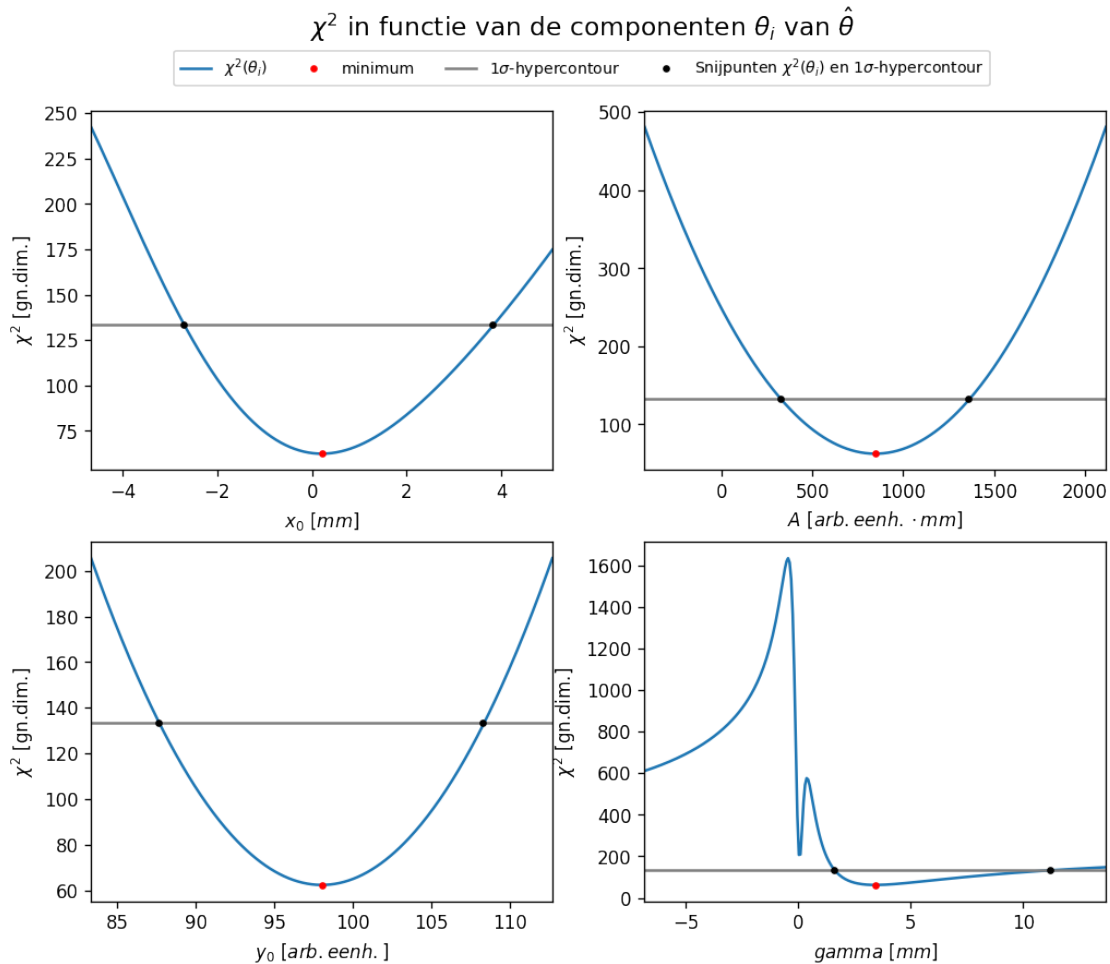 χ² in functie van de componenten θᵢ van θ̂
χ²(θᵢ) minimum 1σ-hypercontour Snijpunten χ²(θᵢ) en 1σ-hypercontour
250
225
200
175
150
125
100
75
χ² [gn.dim.]
−4 −2 0 2 4
x₀ [mm]
500
400
300
200
100
χ² [gn.dim.]
0 500 1000 1500 2000
A [arb. eenh. · mm]
200
180
160
140
120
100
80
60
χ² [gn.dim.]
85 90 95 100 105 110
y₀ [arb. eenh. ]
1600
1400
1200
1000
800
600
400
200
0
χ² [gn.dim.]
−5 0 5 10
gamma [mm]